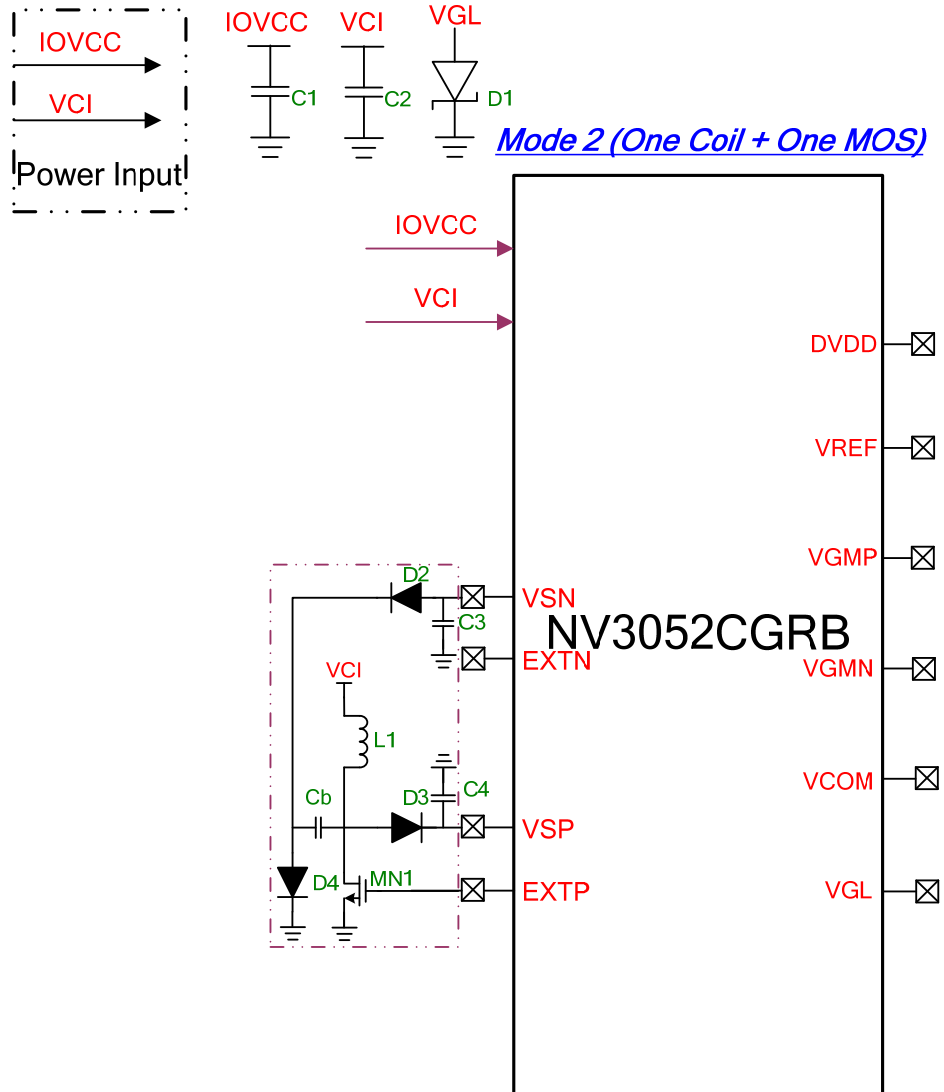 IOVCC
VCI
Power Input
IOVCC
VCI
VGL
C1
C2
D1
Mode 2 (One Coil + One MOS)
IOVCC
VCI
DVDD
VREF
VGMP
VGMN
VCOM
VGL
NV3052CGRB
VSN
EXTN
VSP
EXTP
D2
C3
VCI
L1
Cb
D3
C4
D4
MN1